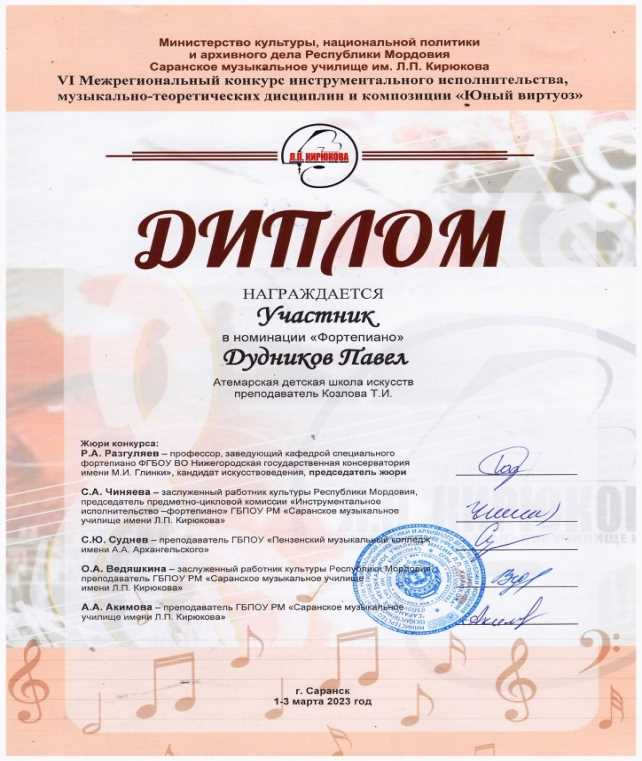 Министерство культуры, национальной политики
и архивного дела Республики Мордовия
Саранское музыкальное училище им. Л.П. Кирюкова
VI Межрегиональный конкурс инструментального исполнительства,
музыкально-теоретических дисциплин и композиции «Юный виртуоз»
Л.П. КИРЮКОВА
ДИПЛОМ
НАГРАЖДАЕТСЯ
Участник
в номинации «Фортепиано»
Дудников Павел
Атемарская детская школа искусств
преподаватель Козлова Т.И.
Жюри конкурса:
Р.А. Разгуляев – профессор, заведующий кафедрой специального
фортепиано ФГБОУ ВО Нижегородская государственная консерватория
имени М.И. Глинки», кандидат искусствоведения, председатель жюри
С.А. Чиняева – заслуженный работник культуры Республики Мордовия,
председатель предметно-цикловой комиссии «Инструментальное
исполнительство –фортепиано» ГБПОУ РМ «Саранское музыкальное
училище имени Л.П. Кирюкова»
С.Ю. Суднев – преподаватель ГБПОУ «Пензенский музыкальный колледж
имени А.А. Архангельского»
О.А. Ведяшкина – заслуженный работник культуры Республики Мордовия,
преподаватель ГБПОУ РМ «Саранское музыкальное училище
имени Л.П. Кирюкова»
А.А. Акимова – преподаватель ГБПОУ РМ «Саранское музыкальное
училище имени Л.П. Кирюкова»
г. Саранск
1-3 марта 2023 год